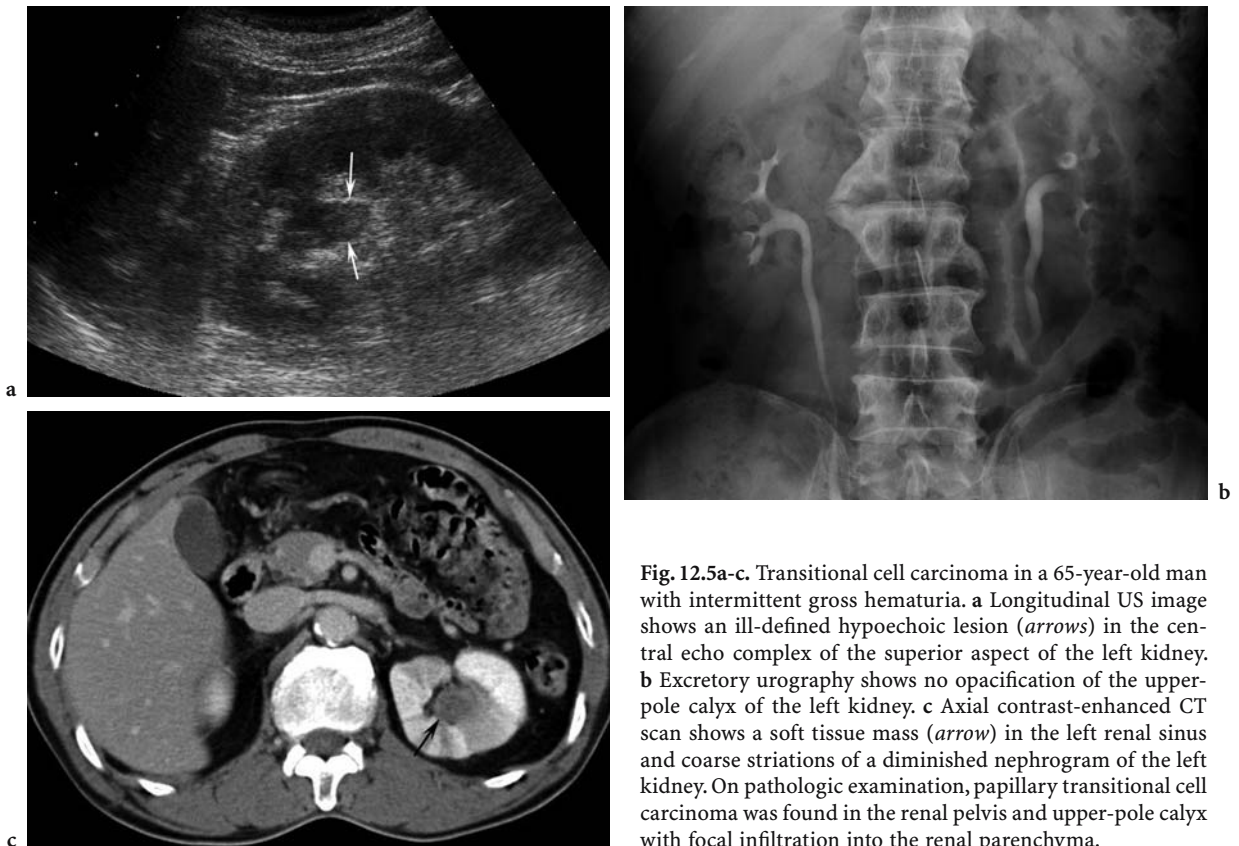 a
b
c
Fig. 12.5a-c. Transitional cell carcinoma in a 65-year-old man
with intermittent gross hematuria. a Longitudinal US image
shows an ill-defined hypoechoic lesion (arrows) in the cen-
tral echo complex of the superior aspect of the left kidney.
b Excretory urography shows no opacification of the upper-
pole calyx of the left kidney. c Axial contrast-enhanced CT
scan shows a soft tissue mass (arrow) in the left renal sinus
and coarse striations of a diminished nephrogram of the left
kidney. On pathologic examination, papillary transitional cell
carcinoma was found in the renal pelvis and upper-pole calyx
with focal infiltration into the renal parenchyma.